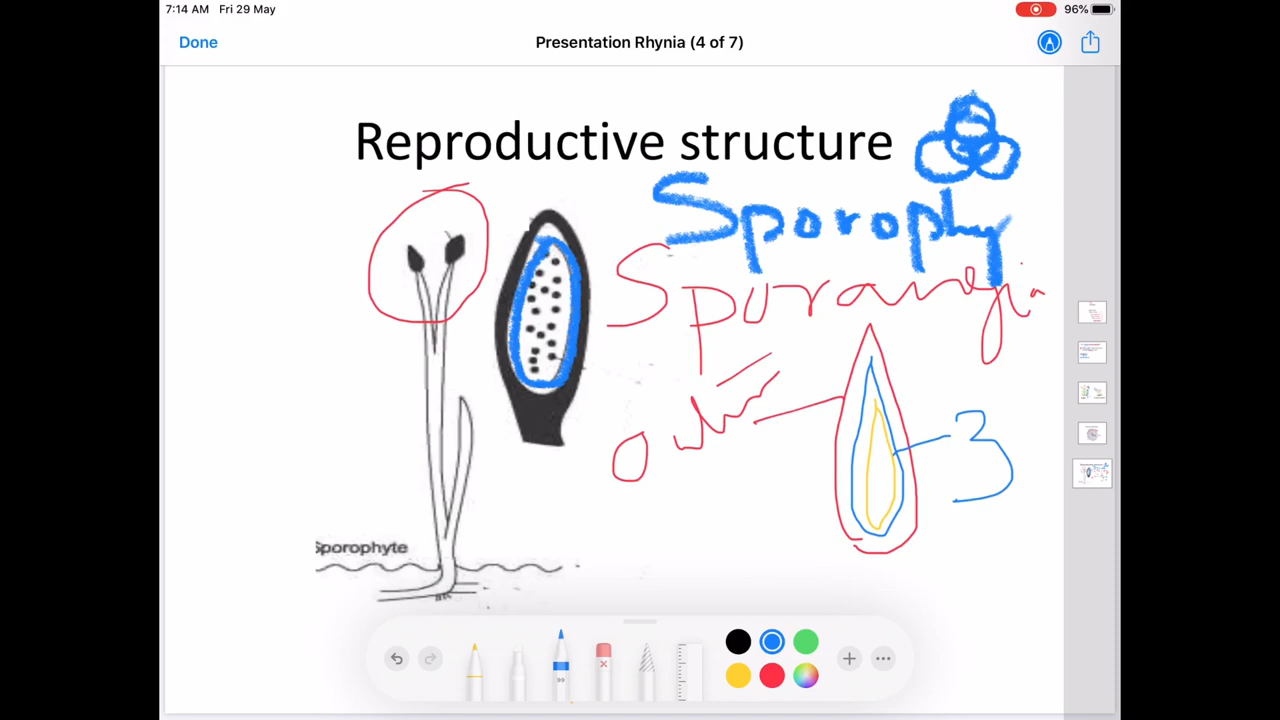 7:14 AM Fri 29 May
96%
Done
Presentation Rhynia (4 of 7)
Reproductive structure
Sporophy
Sporangia
3
Sporophyte
99